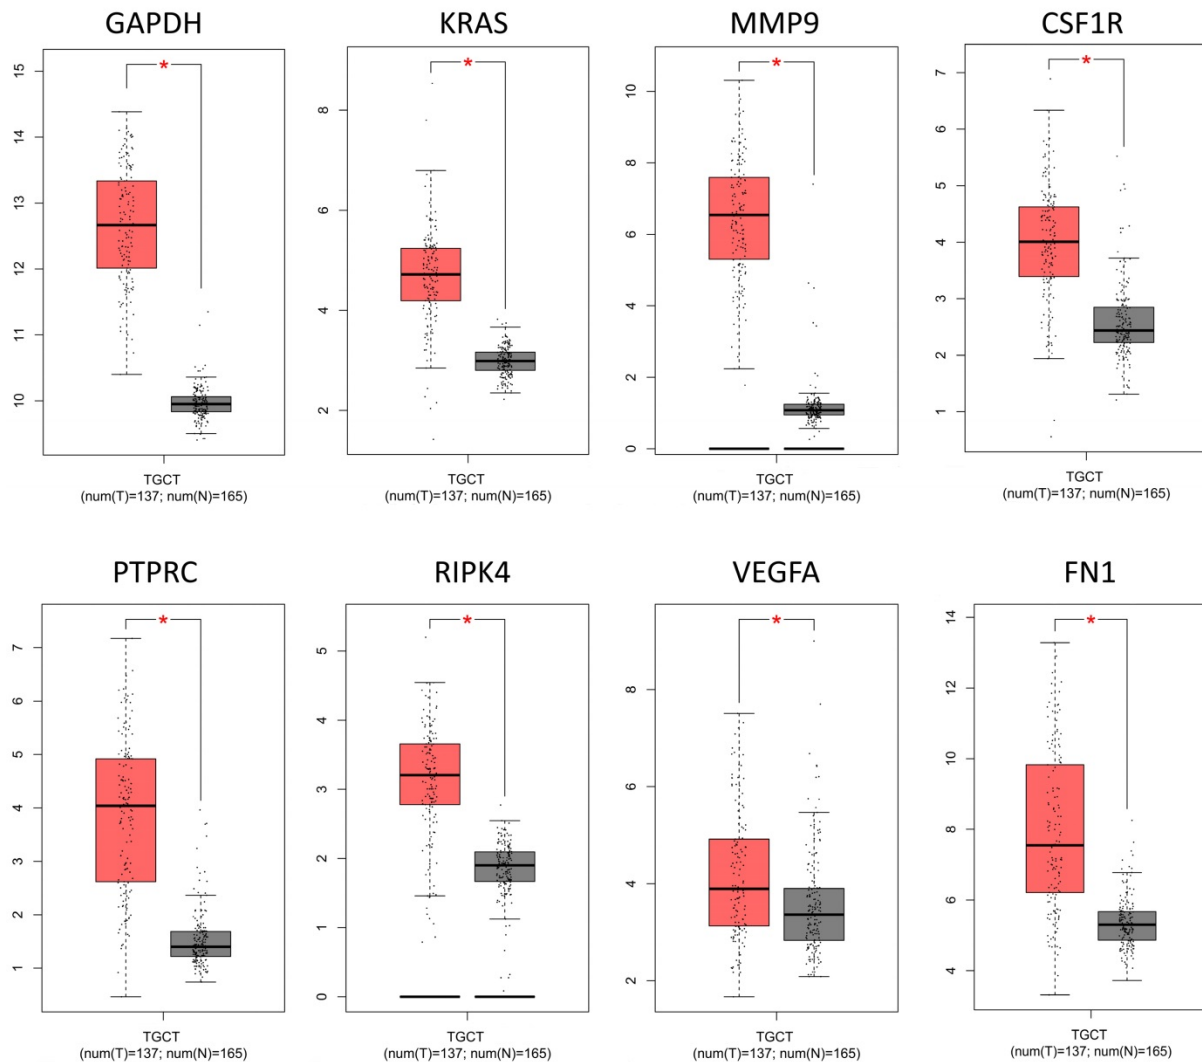 GAPDH
KRAS
MMP9
CSF1R
15
14
13
12
11
10
*
TGCT
(num(T)=137; num(N)=165)
8
6
4
2
*
TGCT
(num(T)=137; num(N)=165)
10
8
6
4
2
0
*
TGCT
(num(T)=137; num(N)=165)
7
6
5
4
3
2
1
*
TGCT
(num(T)=137; num(N)=165)
PTPRC
RIPK4
VEGFA
FN1
7
6
5
4
3
2
1
*
TGCT
(num(T)=137; num(N)=165)
5
4
3
2
1
0
*
TGCT
(num(T)=137; num(N)=165)
8
6
4
2
*
TGCT
(num(T)=137; num(N)=165)
14
12
10
8
6
4
*
TGCT
(num(T)=137; num(N)=165)